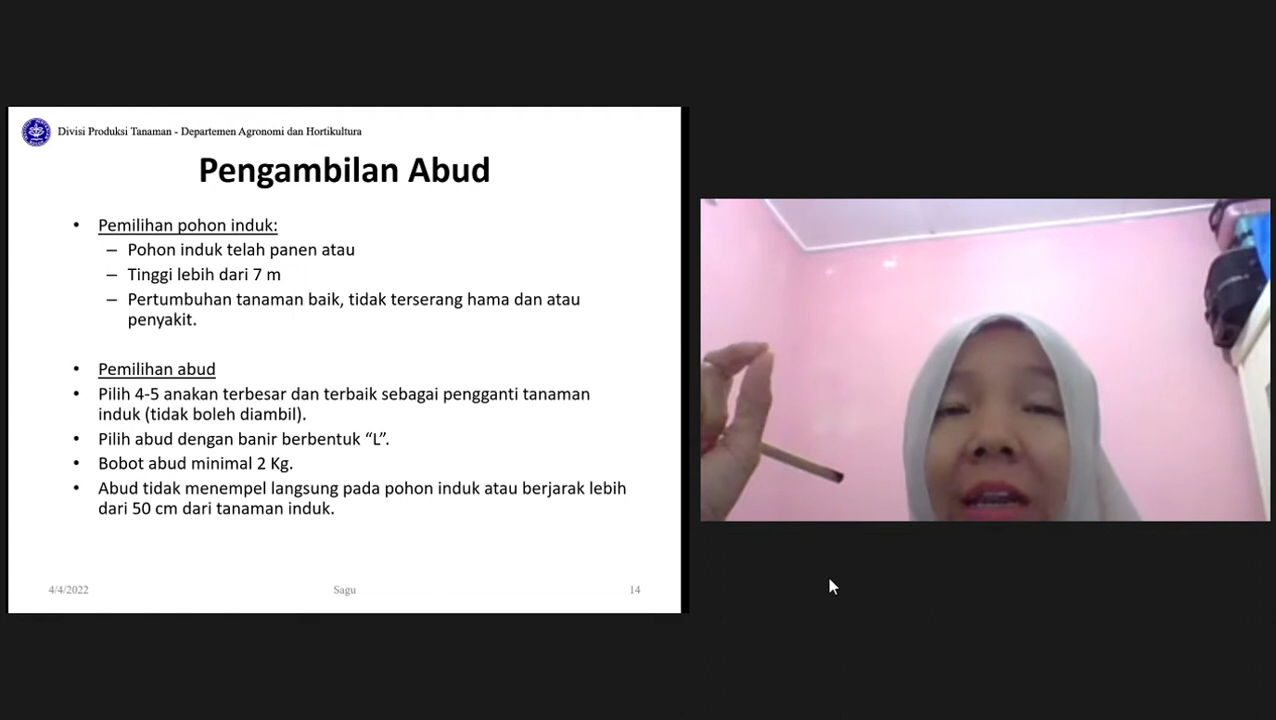 Divisi Produksi Tanaman - Departemen Agronomi dan Hortikultura
Pengambilan Abud
• Pemilihan pohon induk:
– Pohon induk telah panen atau
– Tinggi lebih dari 7 m
– Pertumbuhan tanaman baik, tidak terserang hama dan atau
penyakit.
• Pemilihan abud
• Pilih 4-5 anakan terbesar dan terbaik sebagai pengganti tanaman
induk (tidak boleh diambil).
• Pilih abud dengan banir berbentuk “L”.
• Bobot abud minimal 2 Kg.
• Abud tidak menempel langsung pada pohon induk atau berjarak lebih
dari 50 cm dari tanaman induk.
4/4/2022
Sagu
14